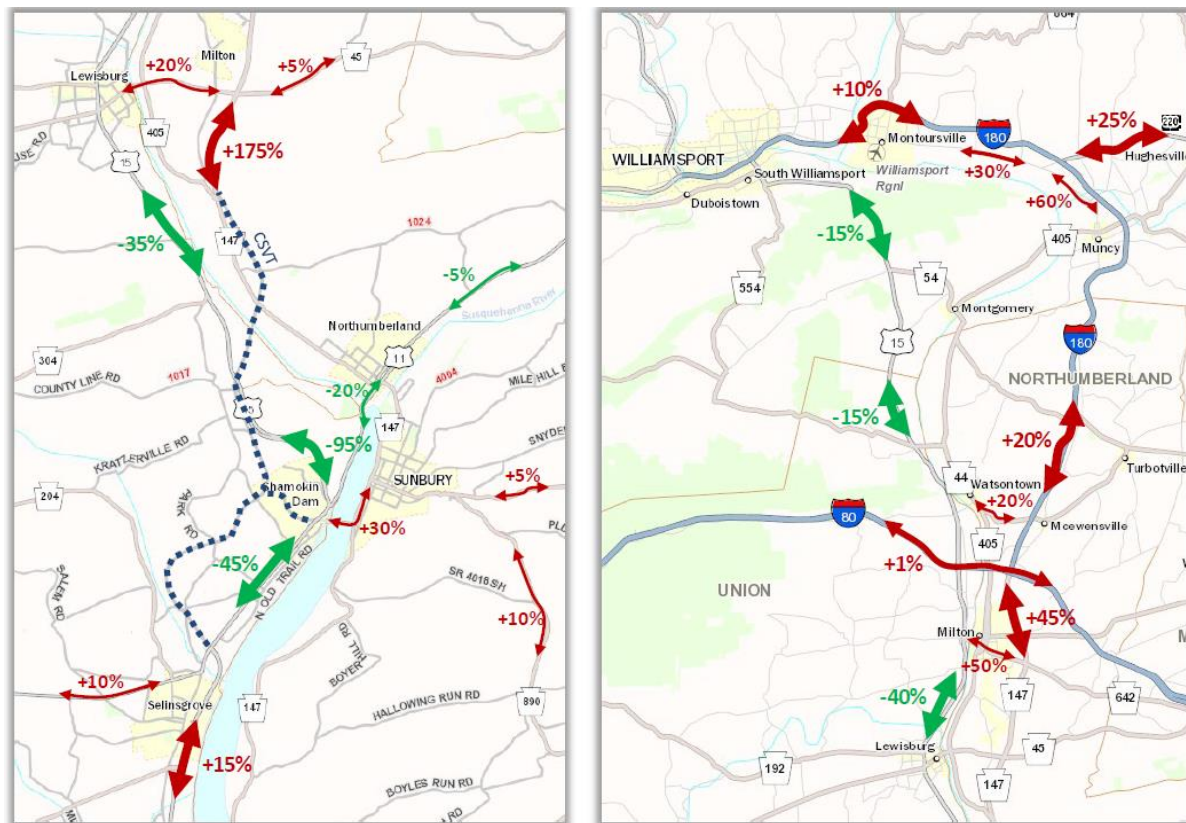 Milton
+20%
+5%
45
Lewisburg
405
+175%
15
147
CSVT
1024
-35%
-5%
Susquehanna River
Northumberland
304
COUNTY LINE RD
1017
11
4004
MILE HILL
-20%
147
-95%
SNYDE
KRATZERVILLE RD
SUNBURY
Shamokin
Dam
+5%
204
PARK RD
+30%
-45%
N OLD TRAIL RD
SALEM RD
SR 4018 SH
+10%
BOYER HILL RD
+10%
Selinsgrove
147
HALLOWING RUN RD
890
+15%
BOYLES RUN RD
+10%
180
+25%
220
Montoursville
Hughesville
WILLIAMSPORT
Williamsport
Rgnl
+30%
South Williamsport
Duboistown
+60%
405
Muncy
-15%
54
554
Montgomery
15
180
NORTHUMBERLAND
-15%
+20%
Turbotville
44
Watsontown
+20%
Mcewensville
80
405
+1%
UNION
+45%
Milton
+50%
-40%
147
642
Lewisburg
45
192
147